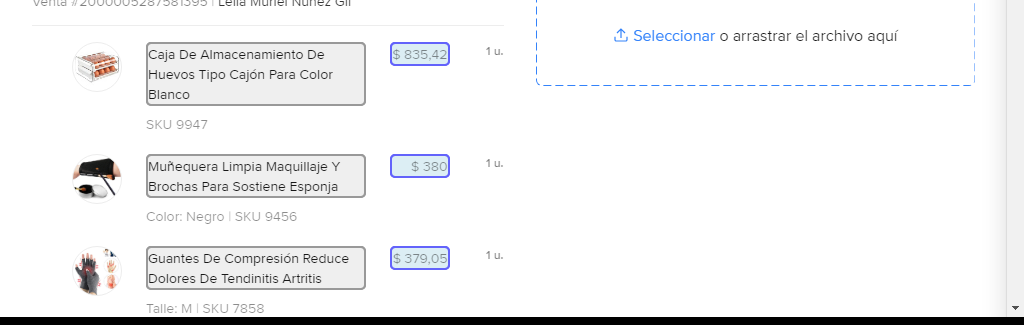 Venta #2000005287581395 | Leila Muriel Nuñez Gil
Seleccionar o arrastrar el archivo aquí
Caja De Almacenamiento De $ 835,42 1 u.
Huevos Tipo Cajón Para Color
Blanco
SKU 9947
Muñequera Limpia Maquillaje Y $ 380 1 u.
Brochas Para Sostiene Esponja
Color: Negro | SKU 9456
Guantes De Compresión Reduce $ 379,05 1 u.
Dolores De Tendinitis Artritis
Talle: M | SKU 7858